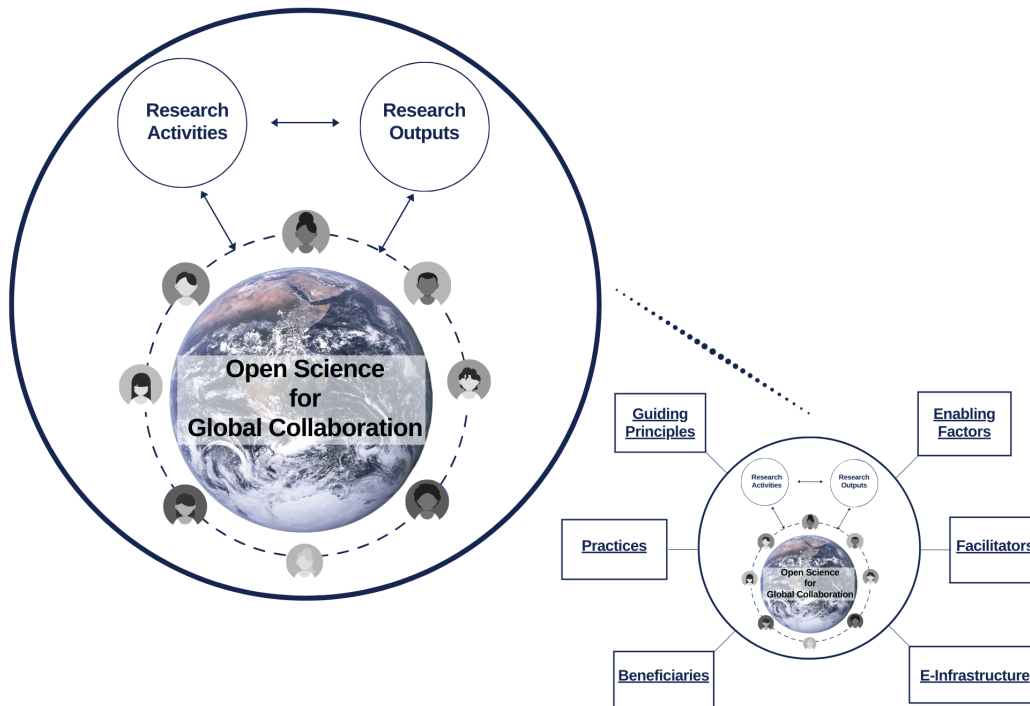 Research
Activities
Research
Outputs
Open Science
for
Global Collaboration
Guiding
Principles
Enabling
Factors
Research
Activities
Research
Outputs
Practices
Facilitators
Open Science
for
Global Collaboration
Beneficiaries
E-Infrastructure